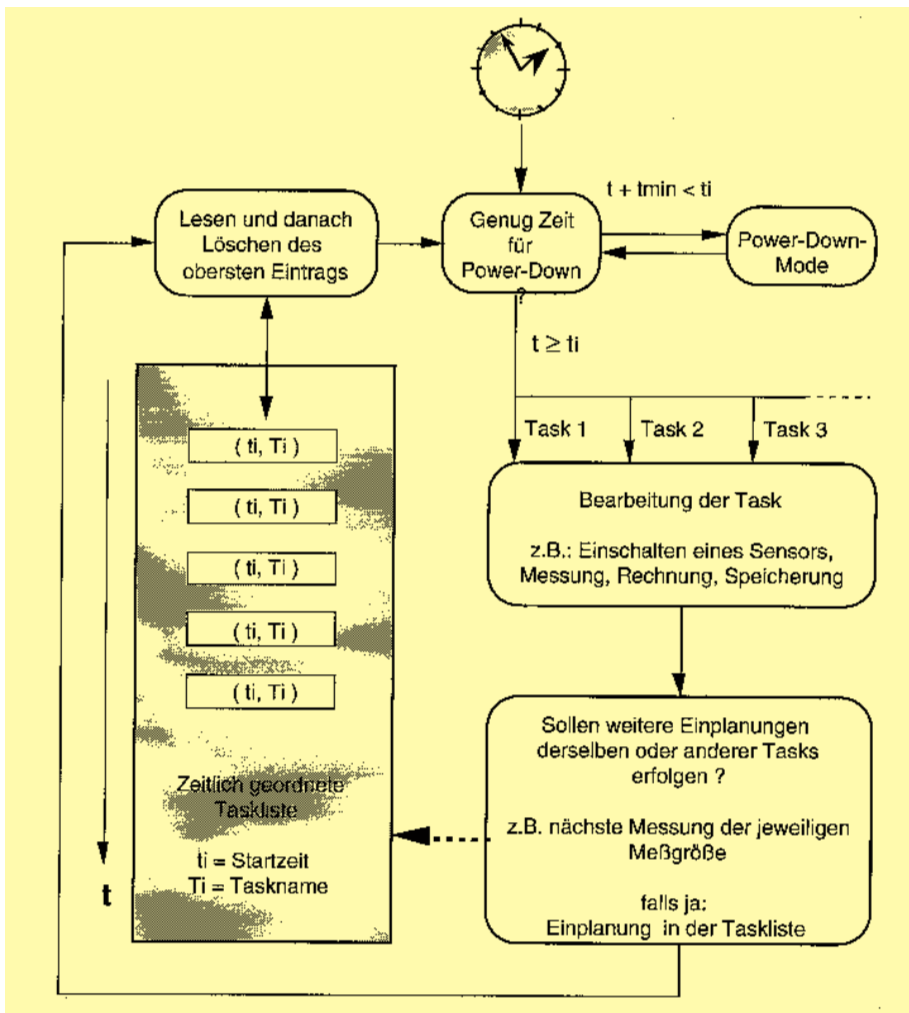 t + tmin < ti
Lesen und danach
Löschen des
obersten Eintrags
Genug Zeit
für
Power-Down
?
Power-Down-
Mode
t ≥ ti
Task 1
Task 2
Task 3
( ti, Ti )
( ti, Ti )
( ti, Ti )
( ti, Ti )
( ti, Ti )
Zeitlich geordnete
Taskliste
ti = Startzeit
Ti = Taskname
t
Bearbeitung der Task
z.B.: Einschalten eines Sensors,
Messung, Rechnung, Speicherung
Sollen weitere Einplanungen
derselben oder anderer Tasks
erfolgen ?
z.B. nächste Messung der jeweiligen
Meßgröße
falls ja:
Einplanung in der Taskliste